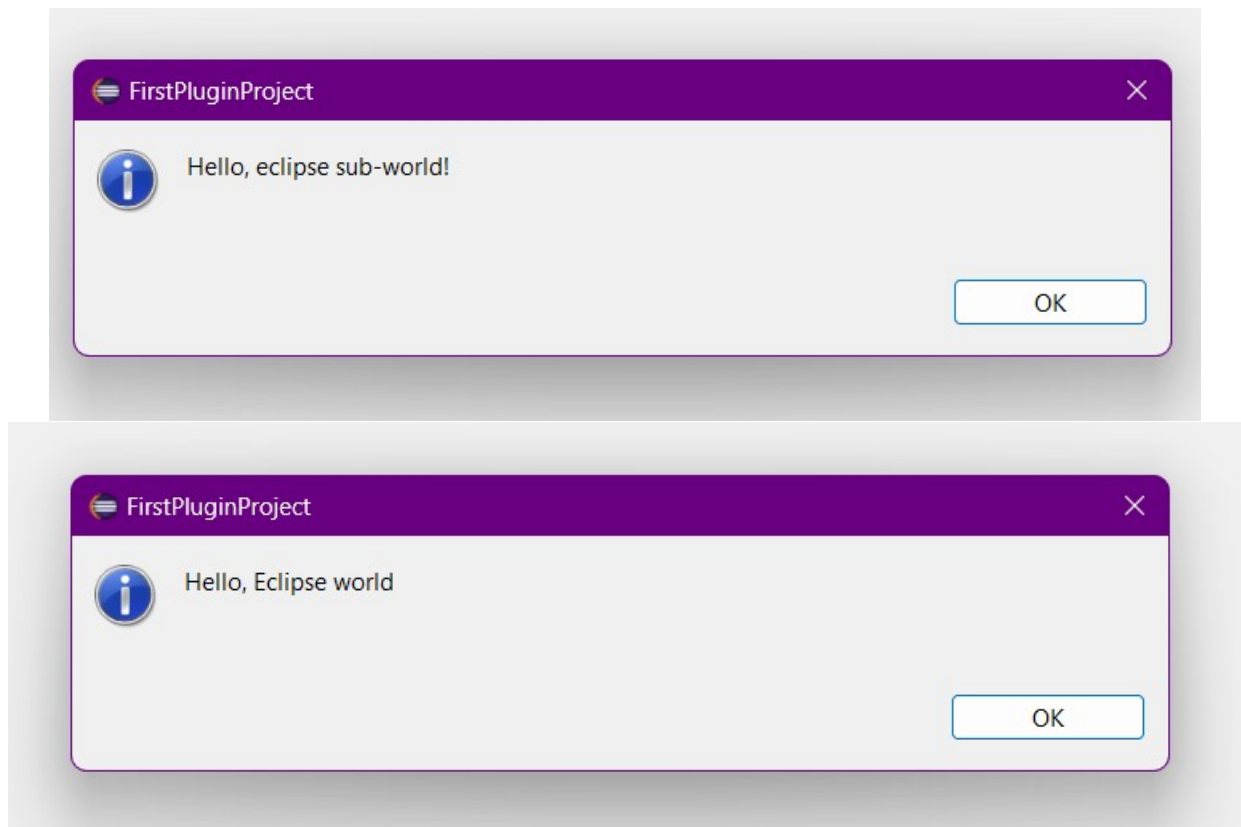 FirstPluginProject
Hello, eclipse sub-world!
OK
FirstPluginProject
Hello, Eclipse world
OK